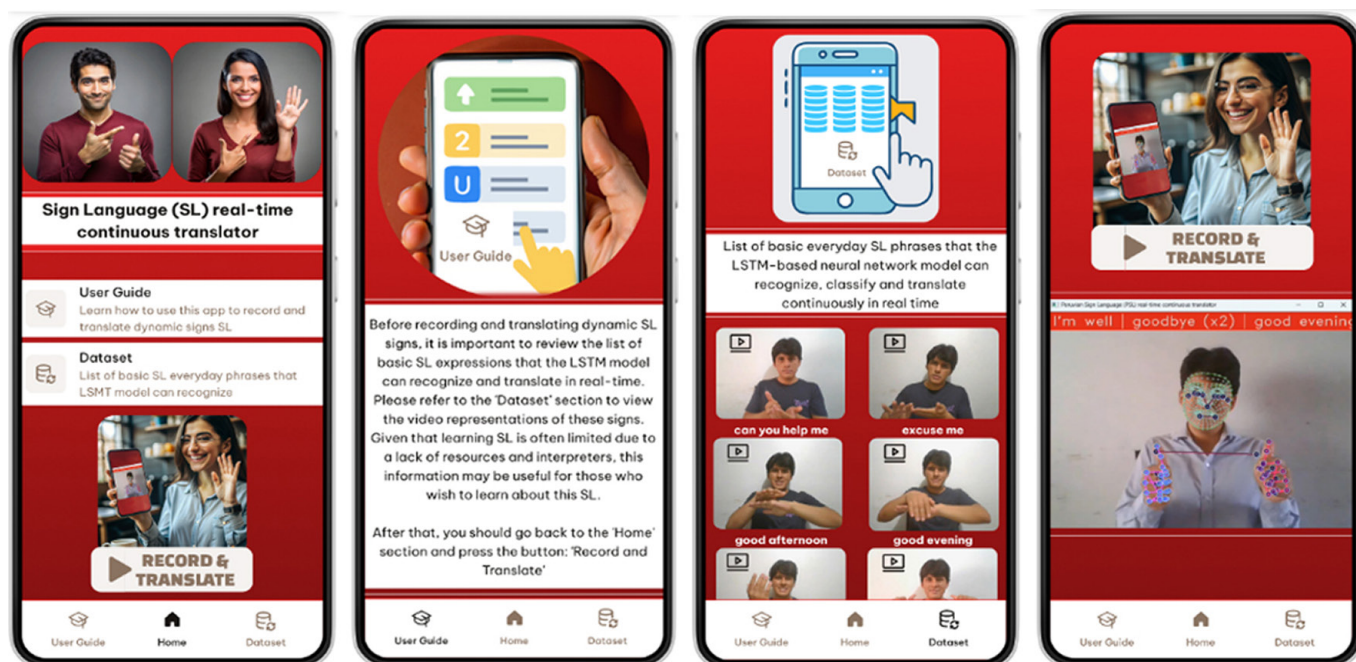 Sign Language (SL) real-time
continuous translator
User Guide
Learn how to use this app to record and
translate dynamic signs SL
Dataset
List of basic SL everyday phrases that
LSMT model can recognize
RECORD &
TRANSLATE
User Guide
Home
Dataset
2
U
User Guide
Before recording and translating dynamic SL
signs, it is important to review the list of
basic SL expressions that the LSTM model
can recognize and translate in real-time.
Please refer to the 'Dataset' section to view
the video representations of these signs.
Given that learning SL is often limited due to
a lack of resources and interpreters, this
information may be useful for those who
wish to learn about this SL.
After that, you should go back to the 'Home'
section and press the button: 'Record and
Translate'
User Guide
Home
Dataset
Dataset
List of basic everyday SL phrases that the
LSTM-based neural network model can
recognize, classify and translate
continuously in real time
can you help me
excuse me
good afternoon
good evening
User Guide
Home
Dataset
RECORD &
TRANSLATE
Peruvian Sign Language (PSL) real-time continuous translator
I'm well | goodbye (x2) | good evening
User Guide
Home
Dataset